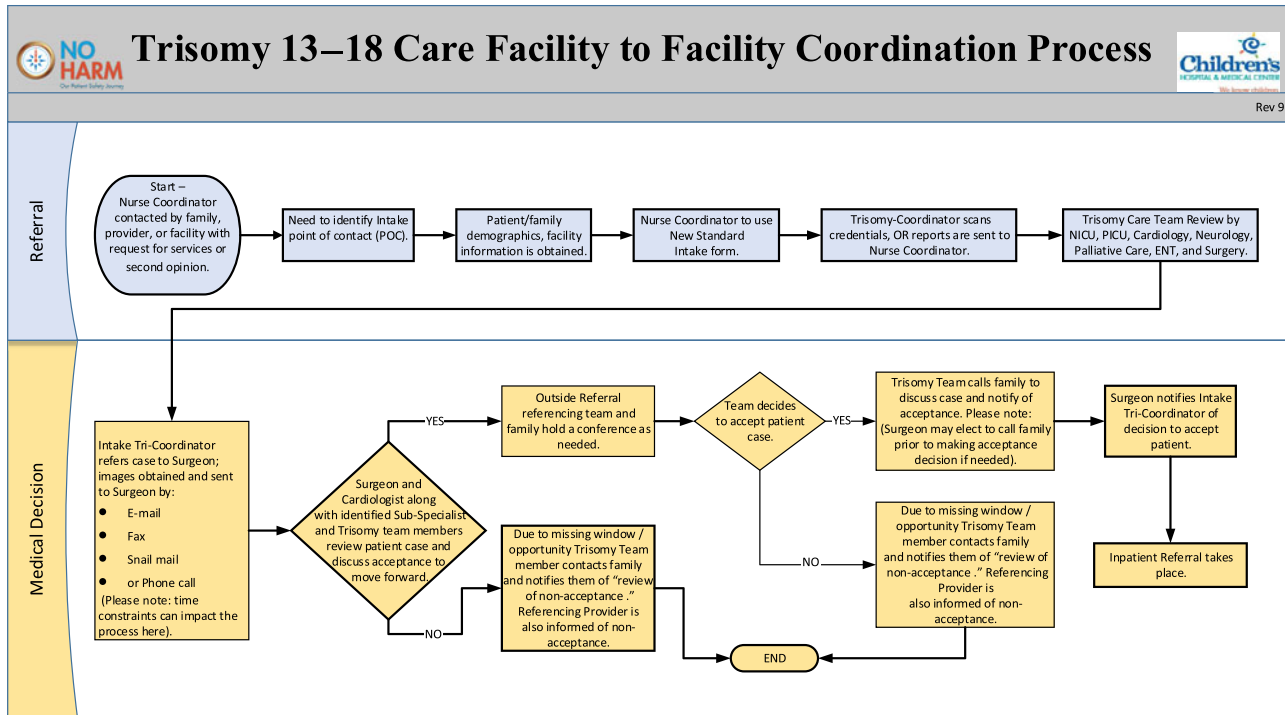 NO
HARM
Our Patient Safety Journey
Trisomy 13–18 Care Facility to Facility Coordination Process
Children's
HOSPITAL & MEDICAL CENTER
We know children
Rev 9
Referral
Start –
Nurse Coordinator
contacted by family,
provider, or facility with
request for services or
second opinion.
Need to identify Intake
point of contact (POC).
Patient/family
demographics, facility
information is obtained.
Nurse Coordinator to use
New Standard
Intake form.
Trisomy-Coordinator scans
credentials, OR reports are sent to
Nurse Coordinator.
Trisomy Care Team Review by
NICU, PICU, Cardiology, Neurology,
Palliative Care, ENT, and Surgery.
Medical Decision
Intake Tri-Coordinator
refers case to Surgeon;
images obtained and sent
to Surgeon by:
● E-mail
● Fax
● Snail mail
● or Phone call
(Please note: time
constraints can impact the
process here).
Surgeon and
Cardiologist along
with identified Sub-Specialist
and Trisomy team members
review patient case and
discuss acceptance to
move forward.
YES
Outside Referral
referencing team and
family hold a conference as
needed.
Team decides
to accept patient
case.
YES
Trisomy Team calls family to
discuss case and notify of
acceptance. Please note:
(Surgeon may elect to call family
prior to making acceptance
decision if needed).
Surgeon notifies Intake
Tri-Coordinator of
decision to accept
patient.
Inpatient Referral takes
place.
NO
Due to missing window /
opportunity Trisomy Team
member contacts family
and notifies them of “review of
non-acceptance .” Referencing
Provider is
also informed of non-
acceptance.
NO
Due to missing window /
opportunity Trisomy Team
member contacts family
and notifies them of “review
of non-acceptance .”
Referencing Provider is
also informed of non-
acceptance.
END